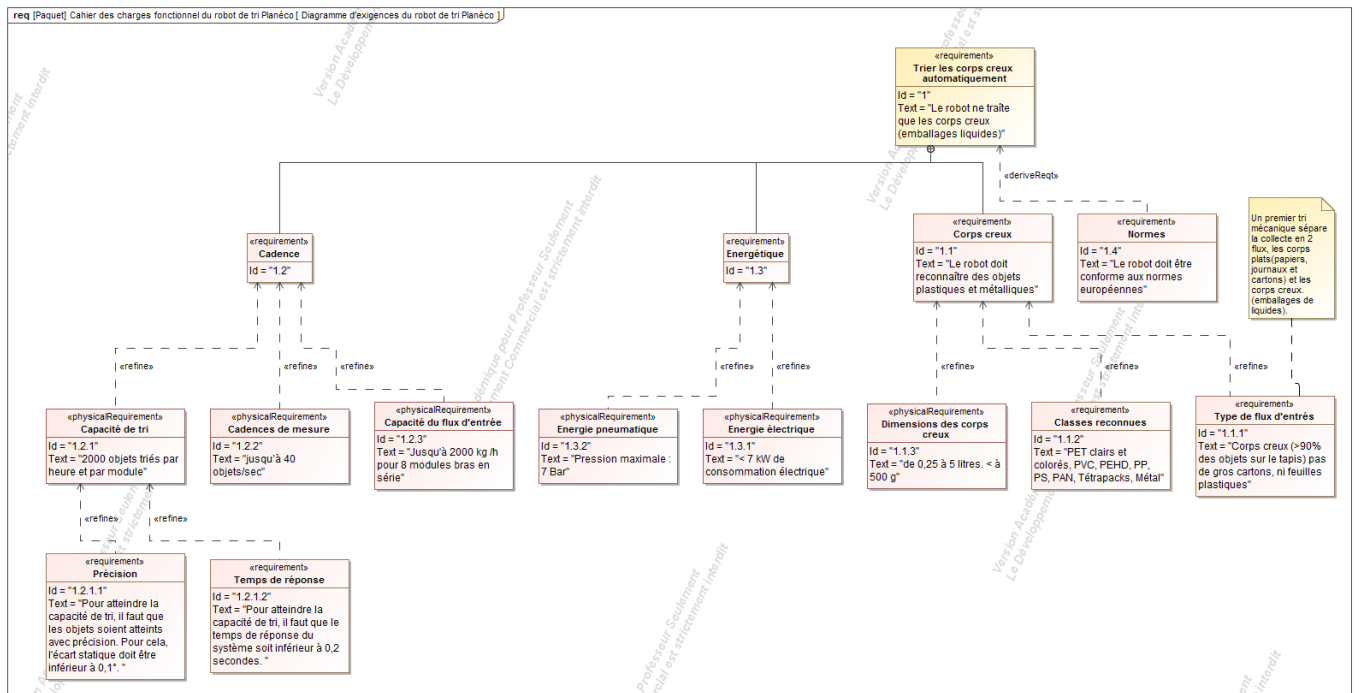 req [Paquet] Cahier des charges fonctionnel du robot de tri Planéco [ Diagramme d'exigences du robot de tri Planéco ]
«requirement»
Trier les corps creux
automatiquement
Id = "1"
Text = "Le robot ne traîte
que les corps creux
(emballages liquides)"
«deriveReqt»
«requirement»
Cadence
Id = "1.2"
«requirement»
Energétique
Id = "1.3"
«requirement»
Corps creux
Id = "1.1"
Text = "Le robot doit
reconnaître des objets
plastiques et métalliques"
«requirement»
Normes
Id = "1.4"
Text = "Le robot doit être
conforme aux normes
européennes"
Un premier tri
mécanique sépare
la collecte en 2
flux, les corps
plats(papiers,
journaux et
cartons) et les
corps creux.
(emballages de
liquides).
«refine»
«refine»
«refine»
«refine»
«refine»
«refine»
«refine»
«refine»
«physicalRequirement»
Capacité de tri
Id = "1.2.1"
Text = "2000 objets triés par
heure et par module"
«physicalRequirement»
Cadences de mesure
Id = "1.2.2"
Text = "jusqu'à 40
objets/sec"
«physicalRequirement»
Capacité du flux d'entrée
Id = "1.2.3"
Text = "Jusqu'à 2000 kg /h
pour 8 modules bras en
série"
«physicalRequirement»
Energie pneumatique
Id = "1.3.2"
Text = "Pression maximale :
7 Bar"
«physicalRequirement»
Energie électrique
Id = "1.3.1"
Text = "< 7 kW de
consommation électrique"
«physicalRequirement»
Dimensions des corps
creux
Id = "1.1.3"
Text = "de 0,25 à 5 litres. < à
500 g"
«requirement»
Classes reconnues
Id = "1.1.2"
Text = "PET clairs et
colorés, PVC, PEHD, PP,
PS, PAN, Tétrapacks, Métal"
«requirement»
Type de flux d'entrés
Id = "1.1.1"
Text = "Corps creux (>90%
des objets sur le tapis) pas
de gros cartons, ni feuilles
plastiques"
«refine»
«refine»
«requirement»
Précision
Id = "1.2.1.1"
Text = "Pour atteindre la
capacité de tri, il faut que
les objets soient atteints
avec précision. Pour cela,
l'écart statique doit être
inférieur à 0,1°. "
«requirement»
Temps de réponse
Id = "1.2.1.2"
Text = "Pour atteindre la
capacité de tri, il faut que le
temps de réponse du
système soit inférieur à 0,2
secondes. "